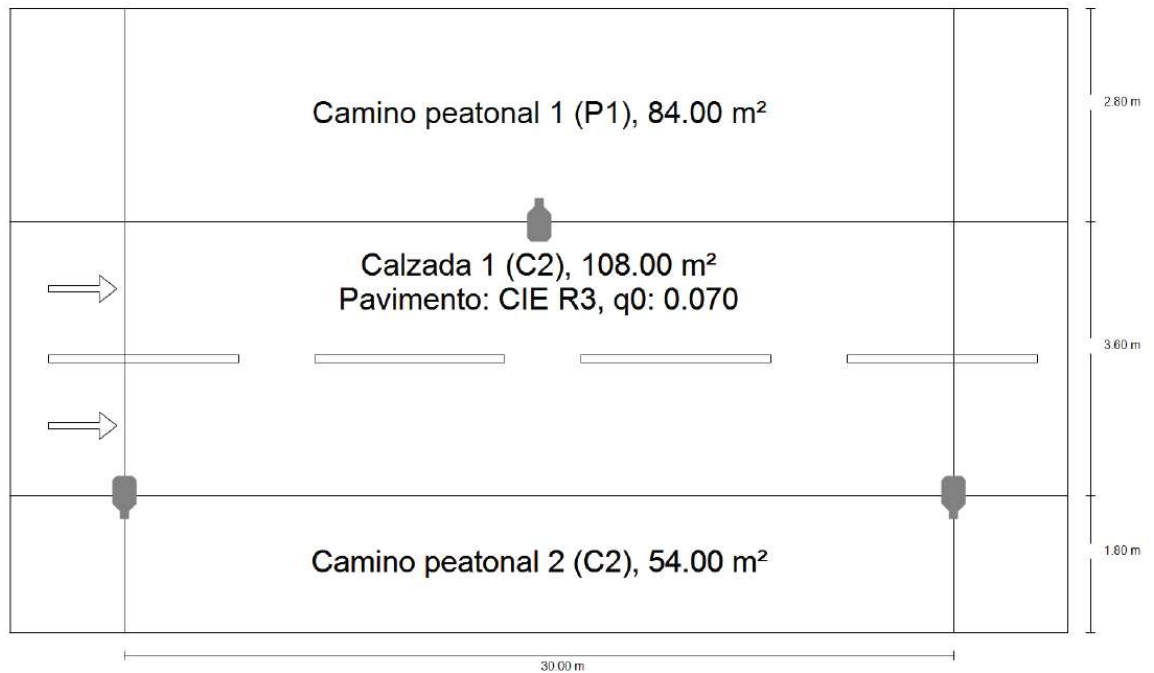 Camino peatonal 1 (P1), 84.00 m²
2.80 m
Calzada 1 (C2), 108.00 m²
Pavimento: CIE R3, q0: 0.070
3.60 m
Camino peatonal 2 (C2), 54.00 m²
1.80 m
30.00 m